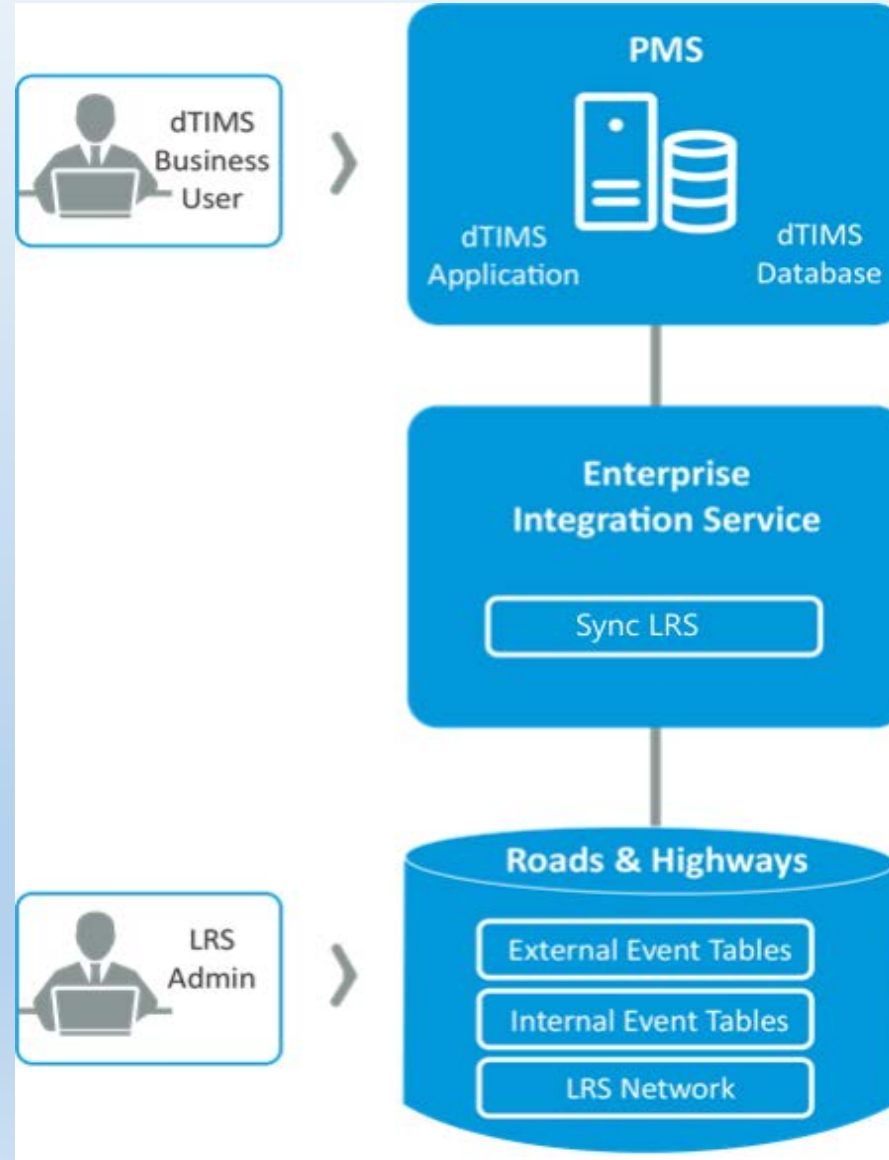 PMS
dTIMS
Business
User
dTIMS
Application
dTIMS
Database
Enterprise
Integration Service
Sync LRS
Roads & Highways
LRS
Admin
External Event Tables
Internal Event Tables
LRS Network